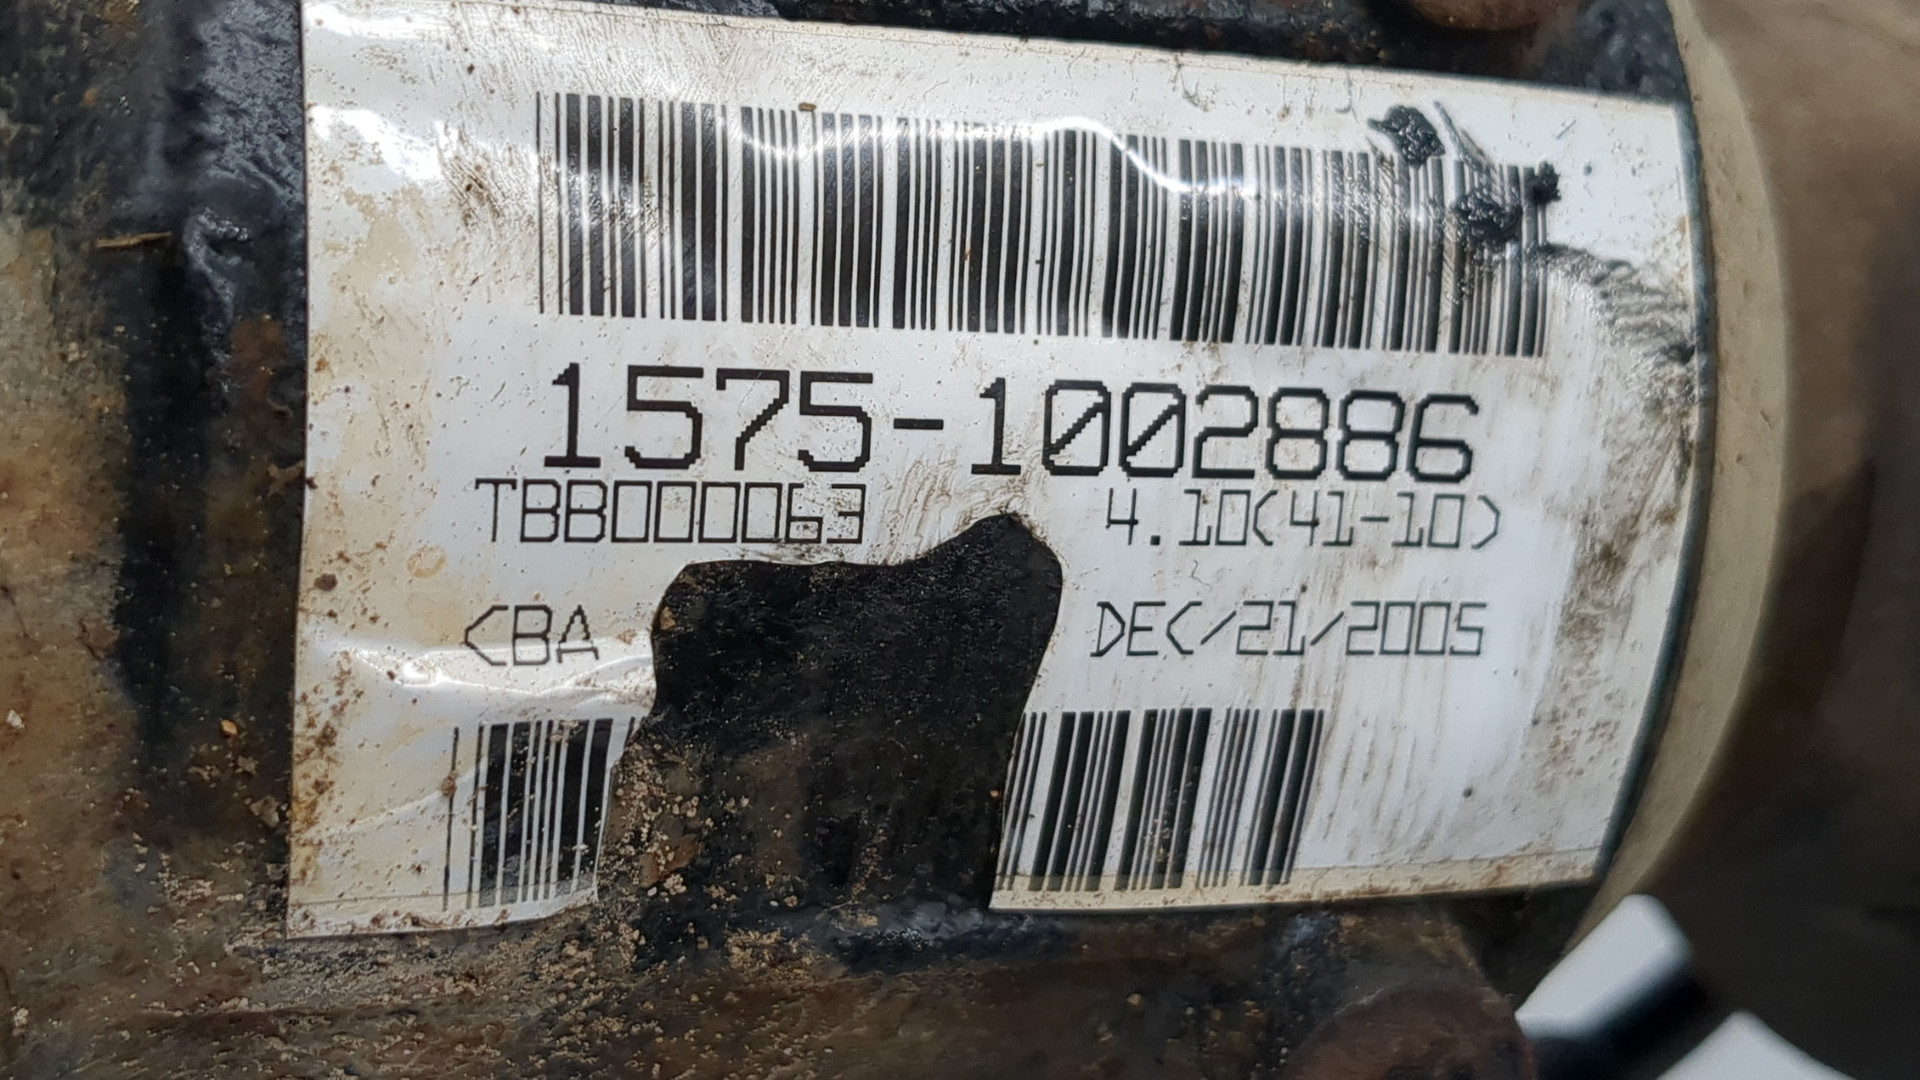 1575-1002886
TBB000063 4.10(41-10)
CBA DEC/21/2005